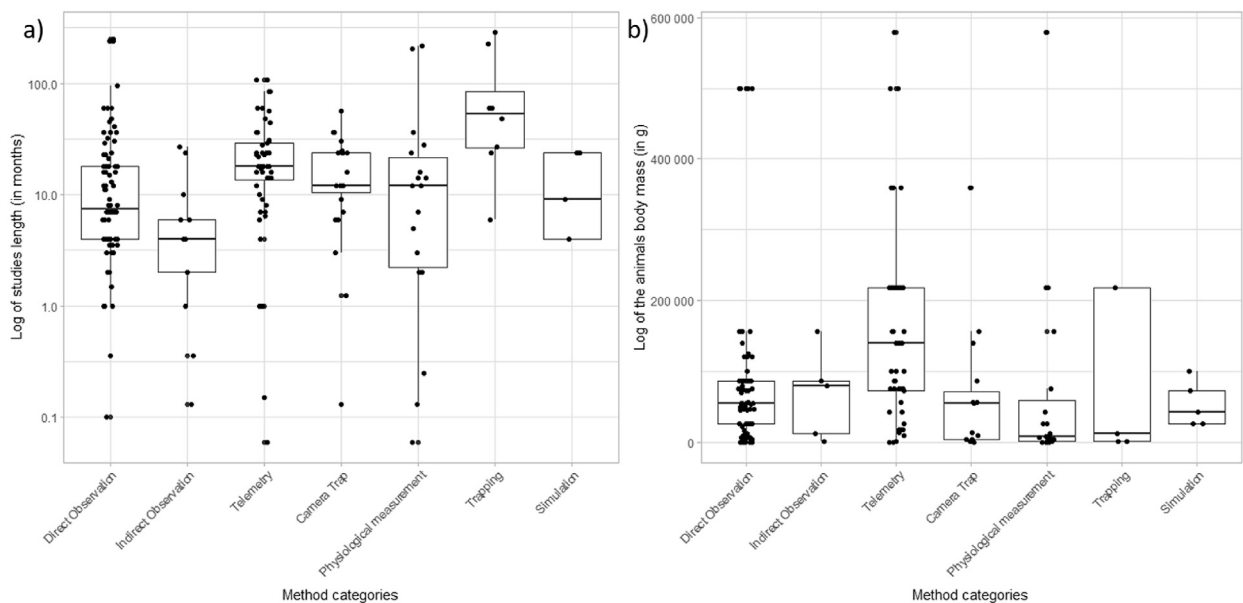 a)
Log of studies length (in months)
100.0
10.0
1.0
0.1
Direct Observation
Indirect Observation
Telemetry
Camera Trap
Physiological measurement
Trapping
Simulation
Method categories
b)
Log of the animals body mass (in g)
600 000
400 000
200 000
0
Direct Observation
Indirect Observation
Telemetry
Camera Trap
Physiological measurement
Trapping
Simulation
Method categories